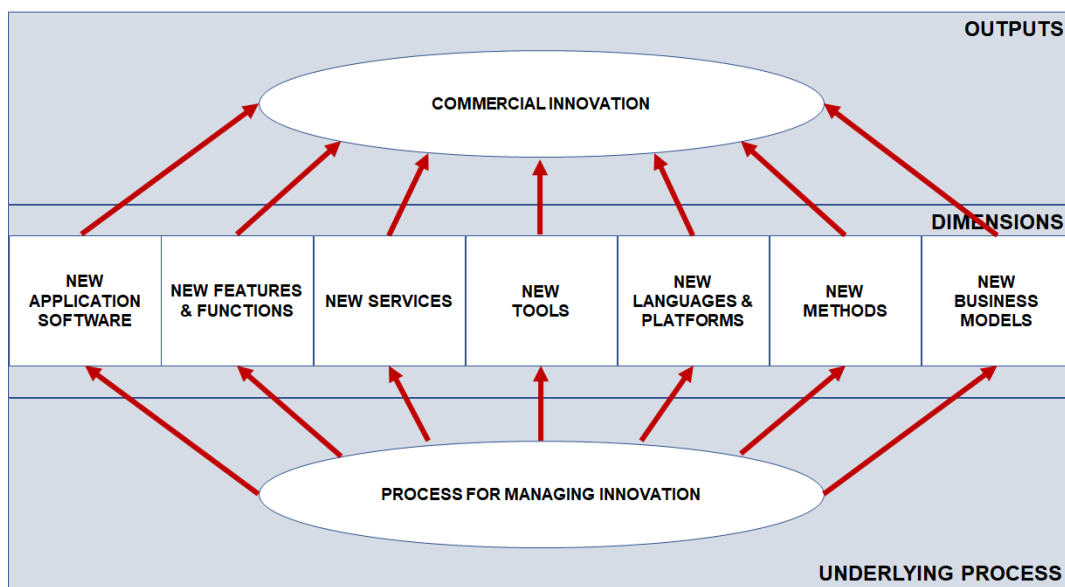 OUTPUTS
COMMERCIAL INNOVATION
DIMENSIONS
NEW
APPLICATION
SOFTWARE
NEW FEATURES
& FUNCTIONS
NEW SERVICES
NEW
TOOLS
NEW
LANGUAGES &
PLATFORMS
NEW
METHODS
NEW
BUSINESS
MODELS
PROCESS FOR MANAGING INNOVATION
UNDERLYING PROCESS